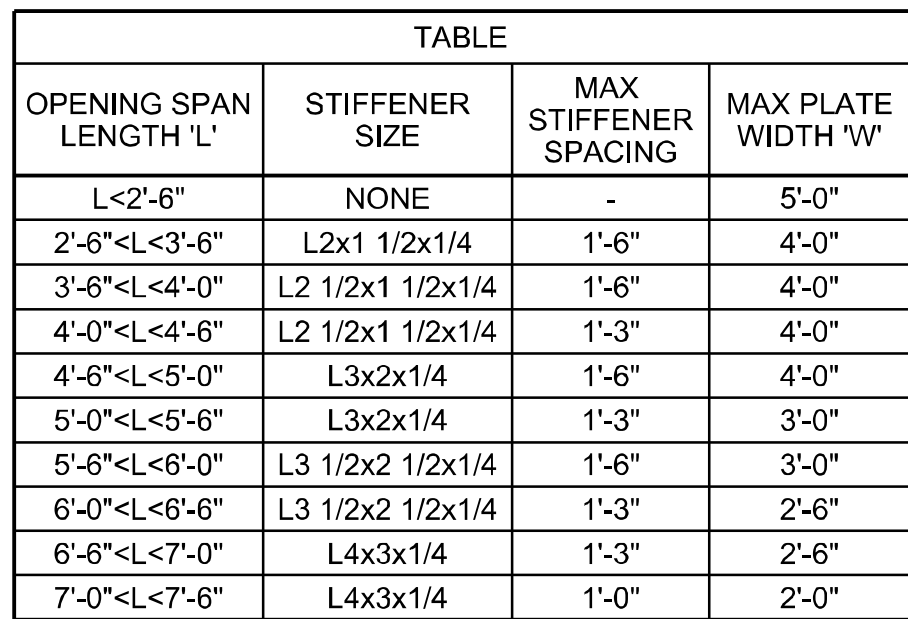 TABLE
OPENING SPAN LENGTH 'L' STIFFENER SIZE MAX STIFFENER SPACING MAX PLATE WIDTH 'W'
L<2'-6" NONE - 5'-0"
2'-6"<L<3'-6" L2x1 1/2x1/4 1'-6" 4'-0"
3'-6"<L<4'-0" L2 1/2x1 1/2x1/4 1'-6" 4'-0"
4'-0"<L<4'-6" L2 1/2x1 1/2x1/4 1'-3" 4'-0"
4'-6"<L<5'-0" L3x2x1/4 1'-6" 4'-0"
5'-0"<L<5'-6" L3x2x1/4 1'-3" 3'-0"
5'-6"<L<6'-0" L3 1/2x2 1/2x1/4 1'-6" 3'-0"
6'-0"<L<6'-6" L3 1/2x2 1/2x1/4 1'-3" 2'-6"
6'-6"<L<7'-0" L4x3x1/4 1'-3" 2'-6"
7'-0"<L<7'-6" L4x3x1/4 1'-0" 2'-0"